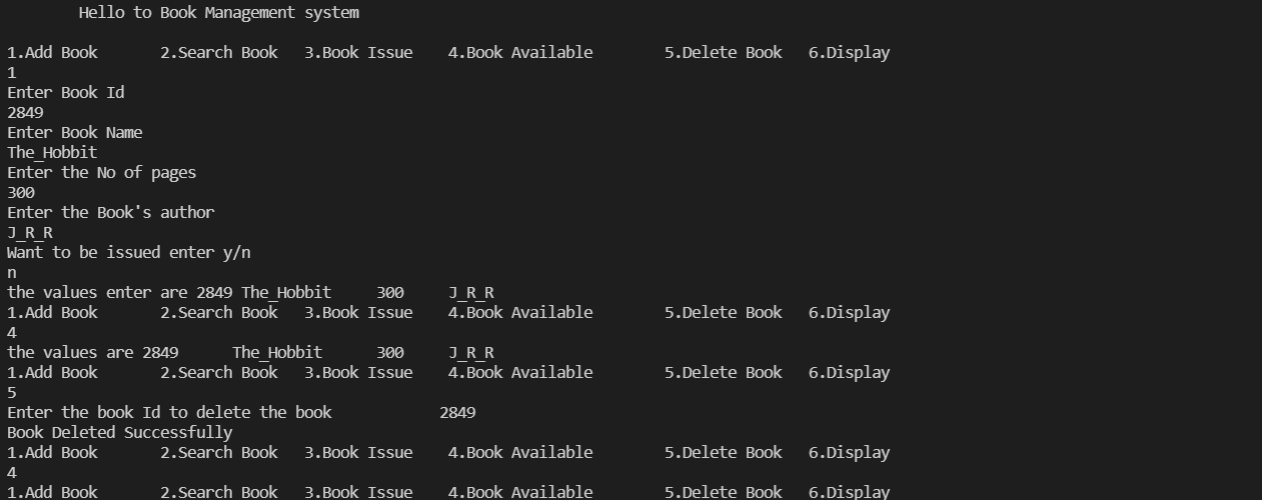 Hello to Book Management system
1.Add Book 2.Search Book 3.Book Issue 4.Book Available 5.Delete Book 6.Display
1
Enter Book Id
2849
Enter Book Name
The_Hobbit
Enter the No of pages
300
Enter the Book's author
J_R_R
Want to be issued enter y/n
n
the values enter are 2849 The_Hobbit 300 J_R_R
1.Add Book 2.Search Book 3.Book Issue 4.Book Available 5.Delete Book 6.Display
4
the values are 2849 The_Hobbit 300 J_R_R
1.Add Book 2.Search Book 3.Book Issue 4.Book Available 5.Delete Book 6.Display
5
Enter the book Id to delete the book 2849
Book Deleted Successfully
1.Add Book 2.Search Book 3.Book Issue 4.Book Available 5.Delete Book 6.Display
4
1.Add Book 2.Search Book 3.Book Issue 4.Book Available 5.Delete Book 6.Display